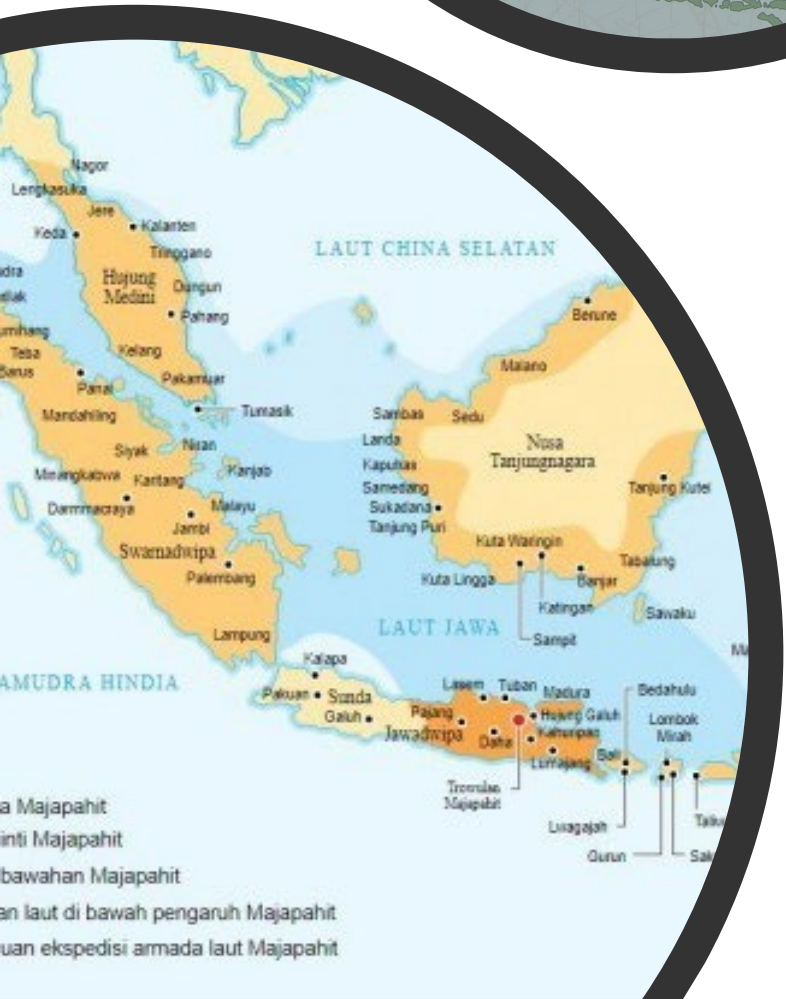 Nagor
Lengkasuka
Jere
Keda
Kalanten
Tringgano
LAUT CHINA SELATAN
Hujung
Medini
Dungun
Pahang
Berune
Teba
Barus
Kelang
Malano
Panai
Pakamuar
Mandahiling
Tumasik
Sambas
Sedu
Siyak
Niran
Landa
Nusa
Tanjungnagara
Minangkabwa
Kantang
Kanjab
Kapuhas
Samedang
Tanjung Kutei
Darmmacraya
Malayu
Sukadana
Jambi
Tanjung Puri
Swarnadwipa
Kuta Waringin
Palembang
Kuta Lingga
Banjar
Tabalung
Katingan
Sawaku
LAUT JAWA
Sampit
Lampung
Kalapa
AMUDRA HINDIA
Pakuan
Sunda
Lasem
Tuban
Madura
Bedahulu
Galuh
Pajang
Hujung Galuh
Lombok
Mirah
Jawadwipa
Daha
Kahuripan
Lumajang
Bali
Trowulan
Majapahit
Lwagajah
Gurun
a Majapahit
inti Majapahit
bawahan Majapahit
an laut di bawah pengaruh Majapahit
uan ekspedisi armada laut Majapahit